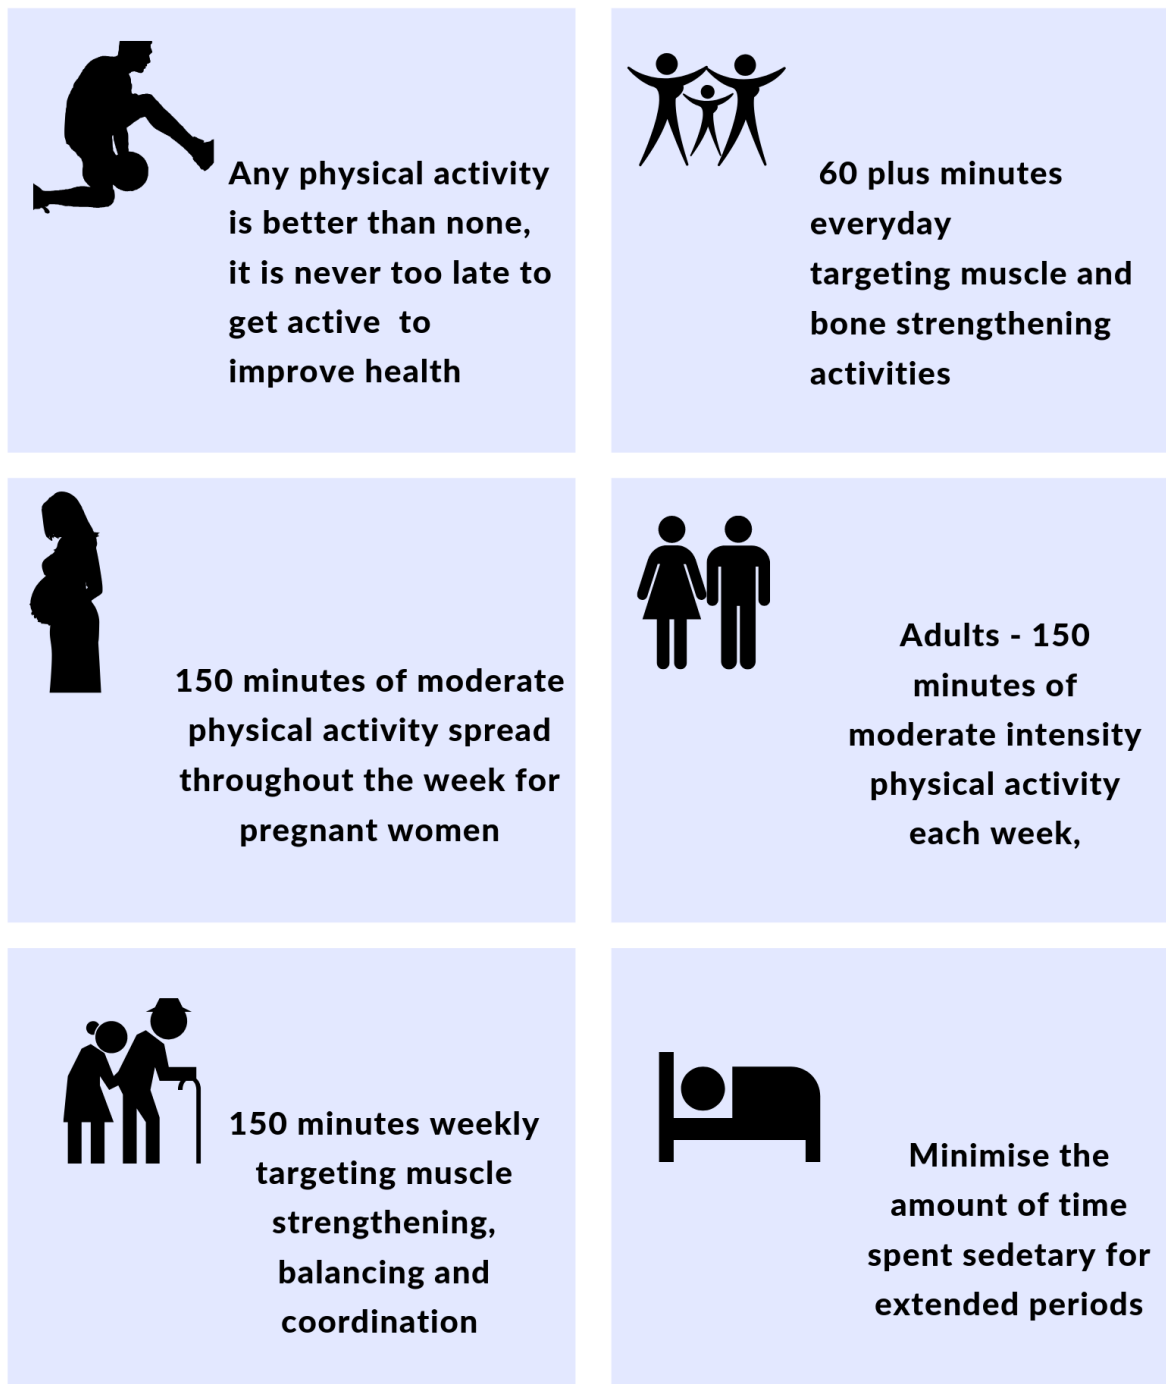 Any physical activity
is better than none,
it is never too late to
get active  to
improve health
60 plus minutes
everyday
targeting muscle and
bone strengthening
activities
150 minutes of moderate
physical activity spread
throughout the week for
pregnant women
Adults - 150
minutes of
moderate intensity
physical activity
each week,
150 minutes weekly
targeting muscle
strengthening,
balancing and
coordination
Minimise the
amount of time
spent sedetary for
extended periods